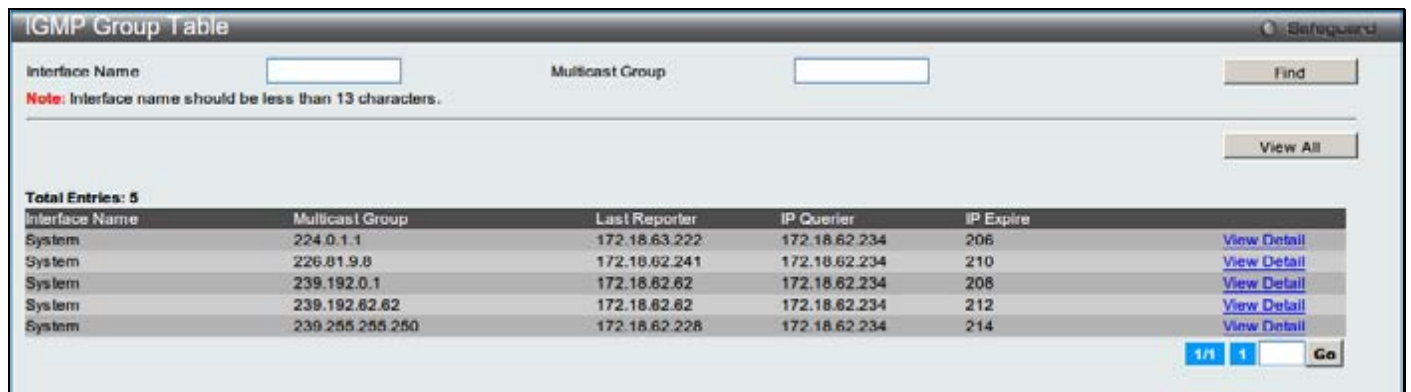 IGMP Group Table Safeguard
Interface Name Multicast Group Find
Note: Interface name should be less than 13 characters.
View All
Total Entries: 5
Interface Name Multicast Group Last Reporter IP Querier IP Expire
System 224.0.1.1 172.18.63.222 172.18.62.234 206 View Detail
System 226.81.9.8 172.18.62.241 172.18.62.234 210 View Detail
System 239.192.0.1 172.18.62.62 172.18.62.234 208 View Detail
System 239.192.62.62 172.18.62.62 172.18.62.234 212 View Detail
System 239.255.255.250 172.18.62.228 172.18.62.234 214 View Detail
1/1 1 Go